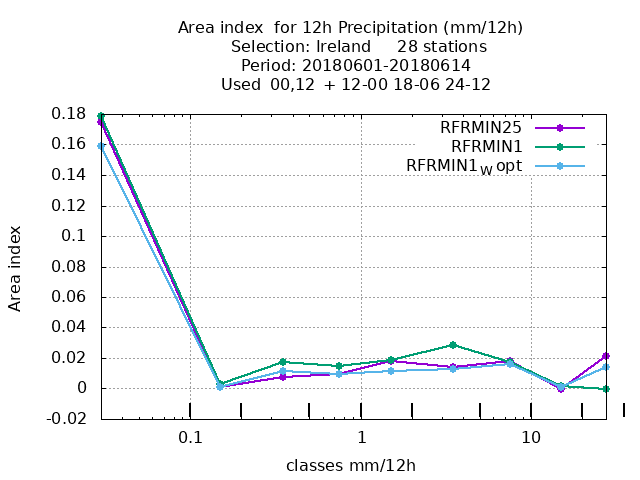 Area index  for 12h Precipitation (mm/12h)
Selection: Ireland     28 stations
Period: 20180601-20180614
Used  00,12  + 12-00 18-06 24-12
RFRMIN25
RFRMIN1
RFRMIN1_W opt
Area index
0.18
0.16
0.14
0.12
0.1
0.08
0.06
0.04
0.02
0
-0.02
0.1 1 10
classes mm/12h